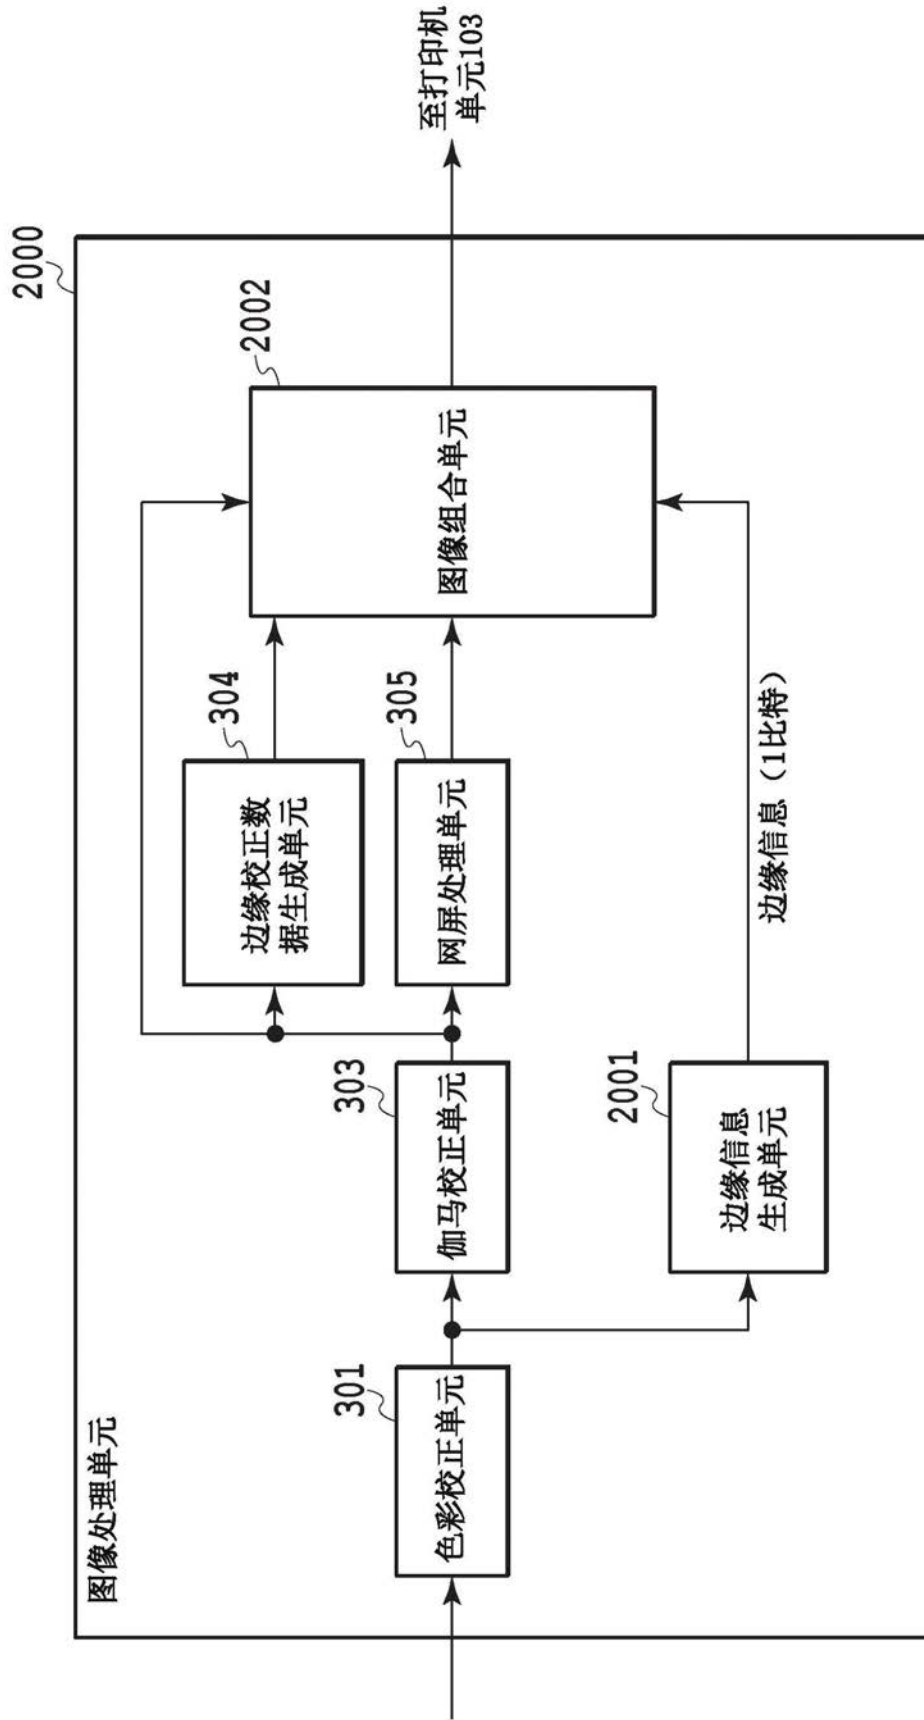 图像处理单元
2000
301
色彩校正单元
303
伽马校正单元
304
边缘校正数
据生成单元
305
网屏处理单元
2002
图像组合单元
至打印机
单元103
2001
边缘信息
生成单元
边缘信息（1比特）